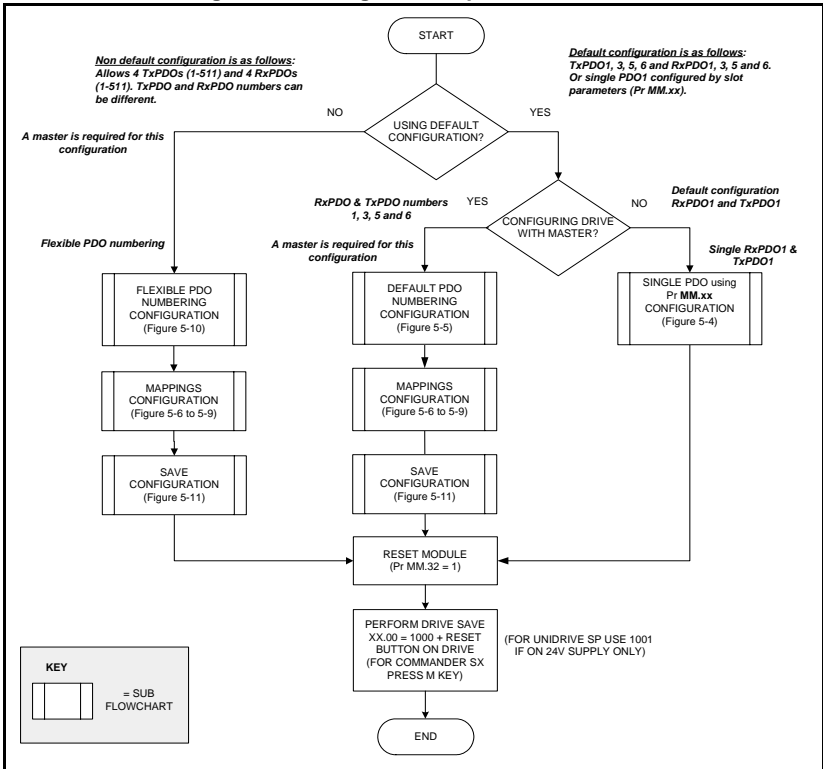 START
Non default configuration is as follows:
Allows 4 TxPDOs (1-511) and 4 RxPDOs
(1-511). TxPDO and RxPDO numbers can
be different.
Default configuration is as follows:
TxPDO1, 3, 5, 6 and RxPDO1, 3, 5 and 6.
Or single PDO1 configured by slot
parameters (Pr MM.xx).
NO
YES
USING DEFAULT
CONFIGURATION?
A master is required for this
configuration
RxPDO & TxPDO numbers
1, 3, 5 and 6
YES
NO
Default configuration
RxPDO1 and TxPDO1
CONFIGURING DRIVE
WITH MASTER?
Flexible PDO numbering
A master is required for this
configuration
Single RxPDO1 &
TxPDO1
FLEXIBLE PDO
NUMBERING
CONFIGURATION
(Figure 5-10)
DEFAULT PDO
NUMBERING
CONFIGURATION
(Figure 5-5)
SINGLE PDO using
Pr MM.xx
CONFIGURATION
(Figure 5-4)
MAPPINGS
CONFIGURATION
(Figure 5-6 to 5-9)
MAPPINGS
CONFIGURATION
(Figure 5-6 to 5-9)
SAVE
CONFIGURATION
(Figure 5-11)
SAVE
CONFIGURATION
(Figure 5-11)
RESET MODULE
(Pr MM.32 = 1)
PERFORM DRIVE SAVE
XX.00 = 1000 + RESET
BUTTON ON DRIVE
(FOR COMMANDER SX
PRESS M KEY)
(FOR UNIDRIVE SP USE 1001
IF ON 24V SUPPLY ONLY)
KEY
= SUB
FLOWCHART
END